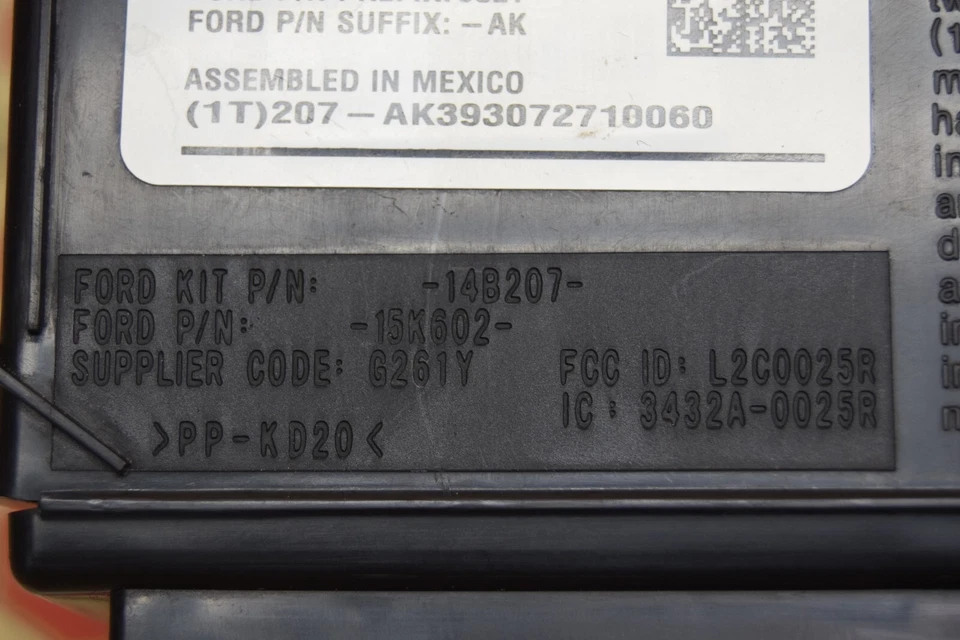 FORD P/N SUFFIX: -AK
ASSEMBLED IN MEXICO
(1T)207-AK393072710060
FORD KIT P/N: -14B207-
FORD P/N: -15K602-
SUPPLIER CODE: G261Y
FCC ID: L2C0025R
IC: 3432A-0025R
>PP-KD20<